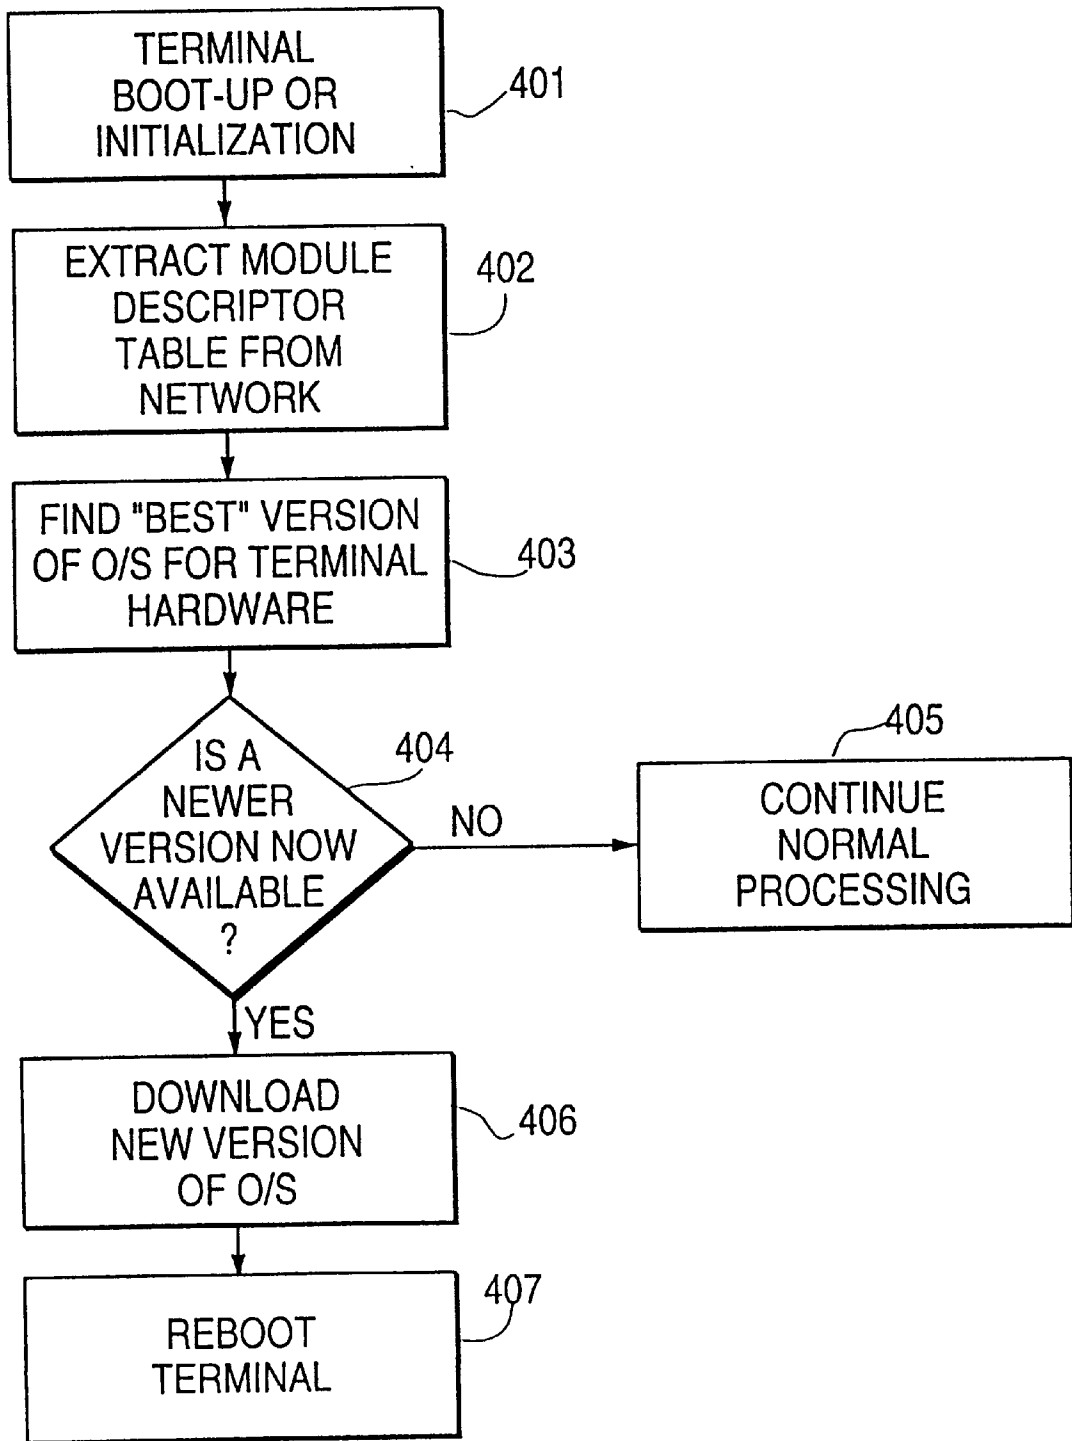 TERMINAL
BOOT-UP OR
INITIALIZATION
401
EXTRACT MODULE
DESCRIPTOR
TABLE FROM
NETWORK
402
FIND "BEST" VERSION
OF O/S FOR TERMINAL
HARDWARE
403
IS A
NEWER
VERSION NOW
AVAILABLE
?
404
NO
405
CONTINUE
NORMAL
PROCESSING
YES
DOWNLOAD
NEW VERSION
OF O/S
406
REBOOT
TERMINAL
407